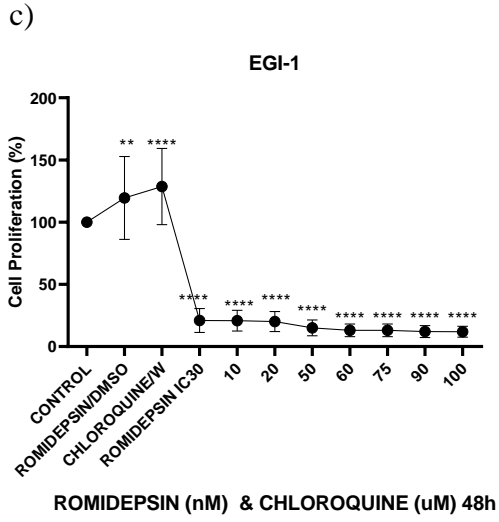 c)
EGI-1
Cell Proliferation (%)
200
150
100
50
0
**
****
****
****
****
****
****
****
****
****
CONTROL
ROMIDEPSIN/DMSO
CHLOROQUINE/W
ROMIDEPSIN IC30
10
20
50
60
75
90
100
ROMIDEPSIN (nM) & CHLOROQUINE (uM) 48h